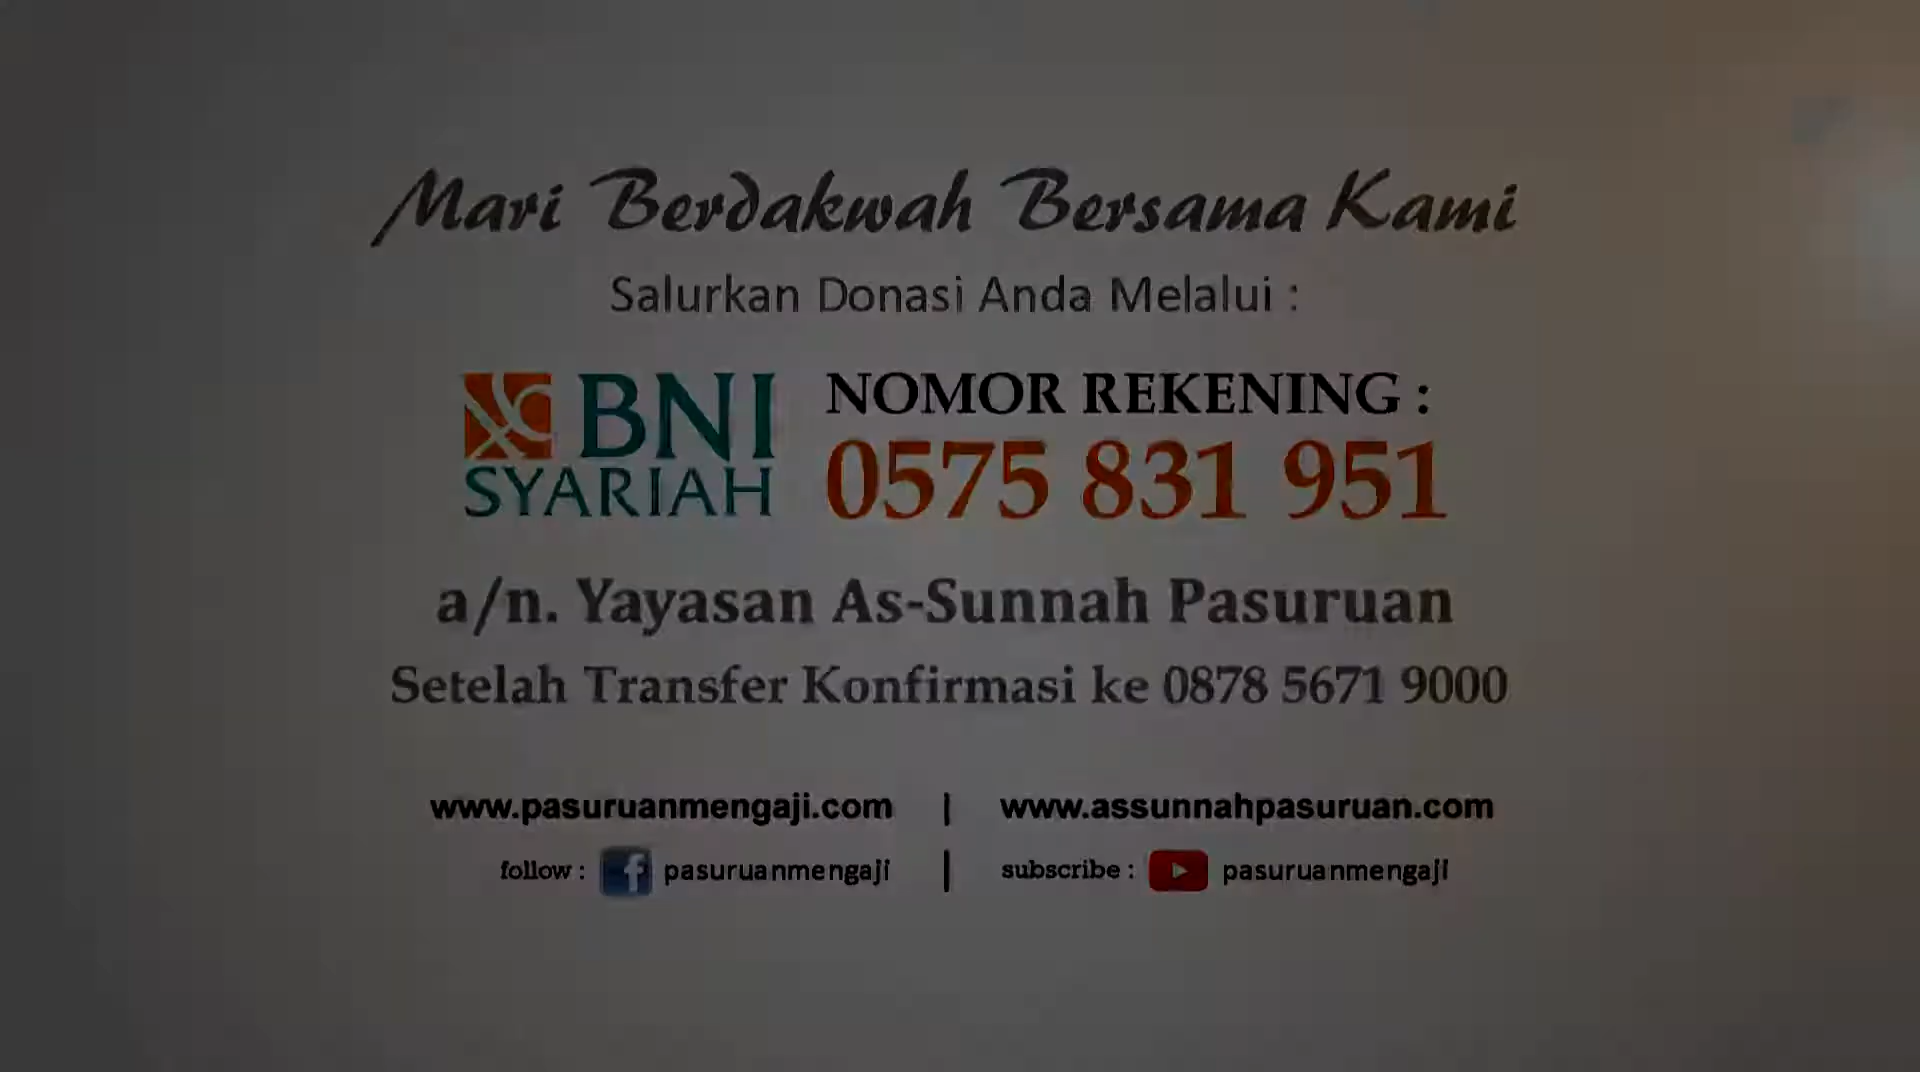 Mari Berdakwah Bersama Kami
Salurkan Donasi Anda Melalui :
BNI SYARIAH
NOMOR REKENING :
0575 831 951
a/n. Yayasan As-Sunnah Pasuruan
Setelah Transfer Konfirmasi ke 0878 5671 9000
www.pasuruanmengaji.com | www.assunnahpasuruan.com
follow : f pasuruanmengaji | subscribe : pasuruanmengaji